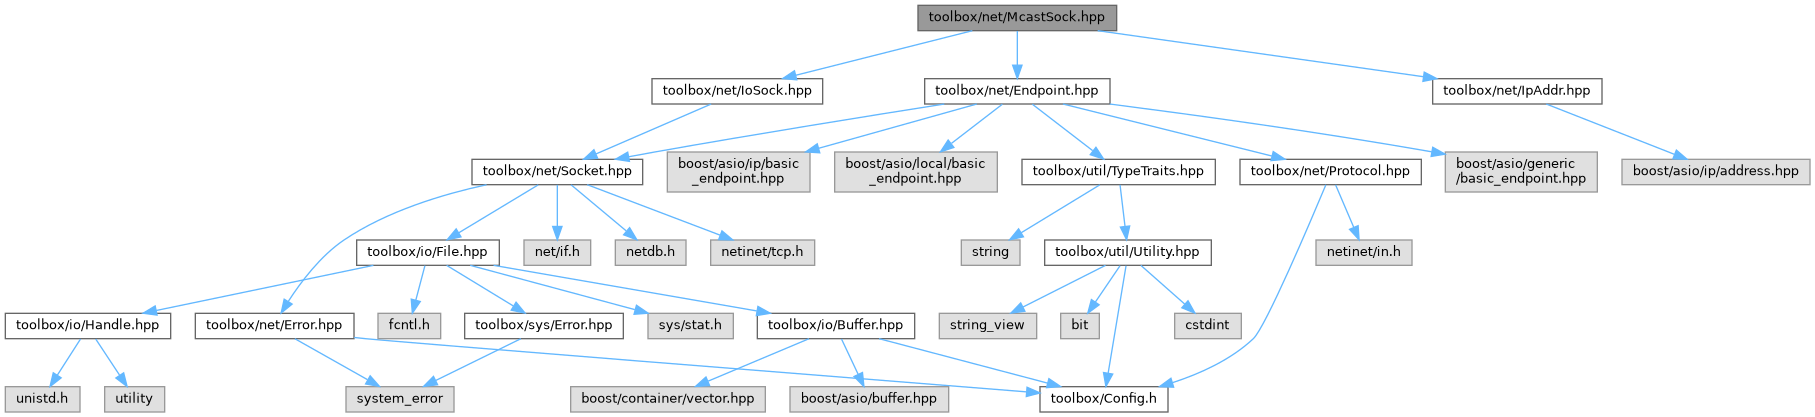 toolbox/net/McastSock.hpp
toolbox/net/IoSock.hpp
toolbox/net/Endpoint.hpp
toolbox/net/IpAddr.hpp
toolbox/net/Socket.hpp
boost/asio/ip/basic
_endpoint.hpp
boost/asio/local/basic
_endpoint.hpp
toolbox/util/TypeTraits.hpp
toolbox/net/Protocol.hpp
boost/asio/generic
/basic_endpoint.hpp
boost/asio/ip/address.hpp
toolbox/io/File.hpp
net/if.h
netdb.h
netinet/tcp.h
string
toolbox/util/Utility.hpp
netinet/in.h
toolbox/io/Handle.hpp
toolbox/net/Error.hpp
fcntl.h
toolbox/sys/Error.hpp
sys/stat.h
toolbox/io/Buffer.hpp
string_view
bit
cstdint
unistd.h
utility
system_error
boost/container/vector.hpp
boost/asio/buffer.hpp
toolbox/Config.h